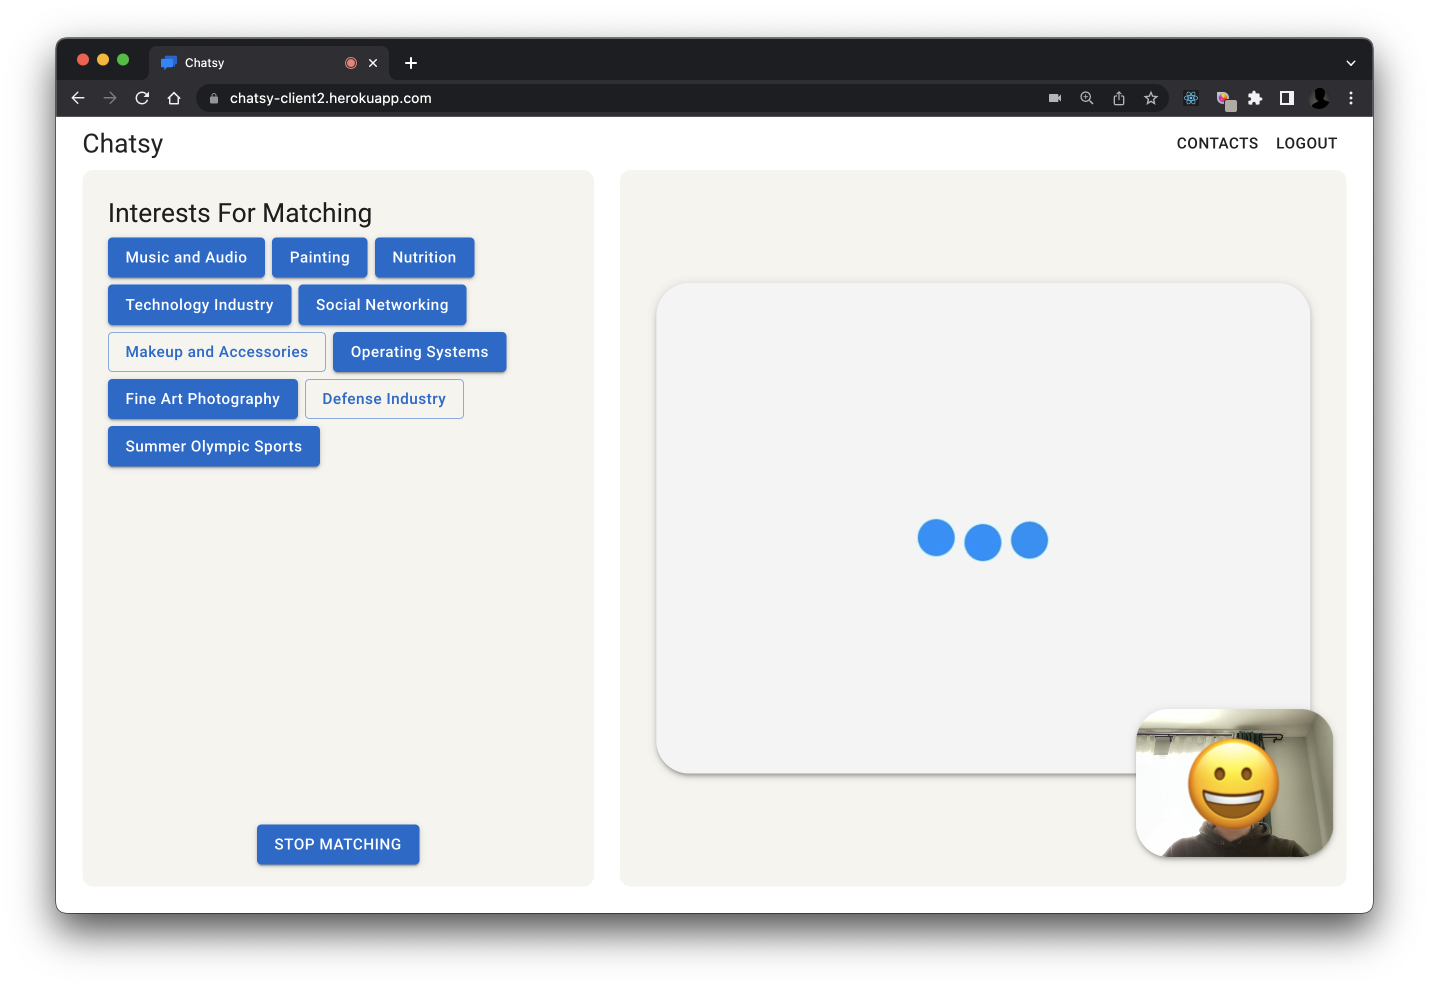 Chatsy
chatsy-client2.herokuapp.com
Chatsy
CONTACTS LOGOUT
Interests For Matching
Music and Audio Painting Nutrition
Technology Industry Social Networking
Makeup and Accessories Operating Systems
Fine Art Photography Defense Industry
Summer Olympic Sports
STOP MATCHING